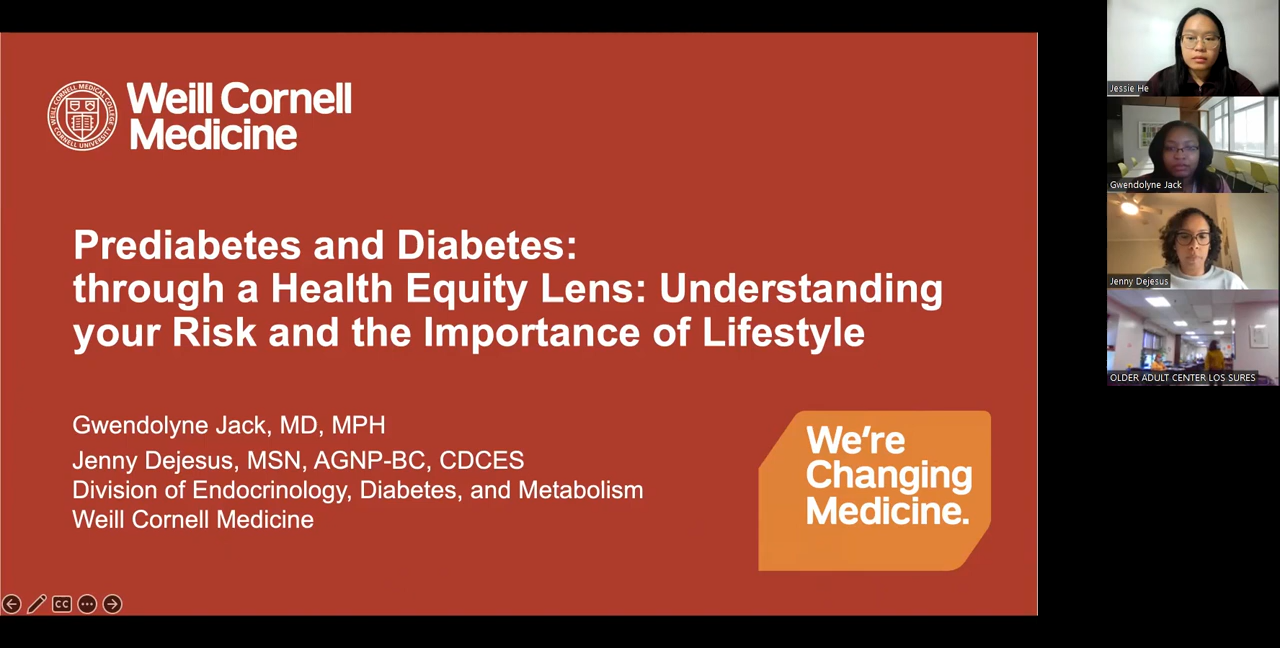 Weill Cornell
Medicine
Prediabetes and Diabetes:
through a Health Equity Lens: Understanding
your Risk and the Importance of Lifestyle
Gwendolyne Jack, MD, MPH
Jenny Dejesus, MSN, AGNP-BC, CDCES
Division of Endocrinology, Diabetes, and Metabolism
Weill Cornell Medicine
We're
Changing
Medicine.
CC
Jessie He
Gwendolyne Jack
Jenny Dejesus
OLDER ADULT CENTER LOS SURES